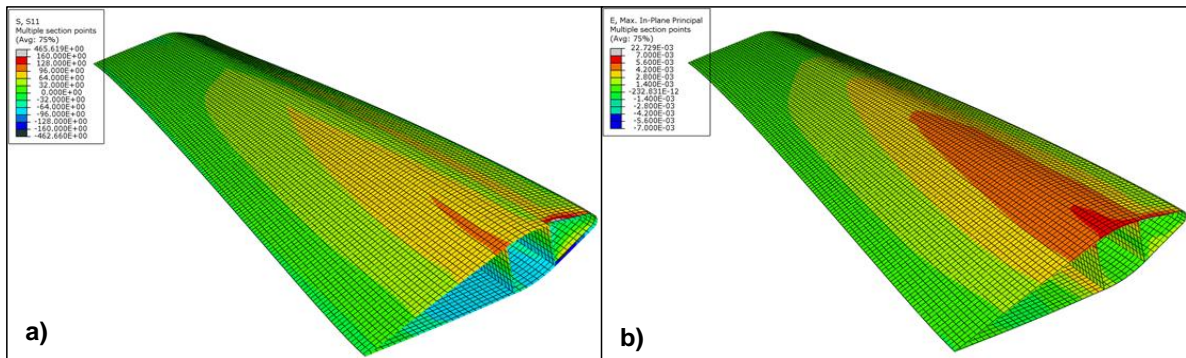 S, S11
Multiple section points
(Avg: 75%)
465.619E+00
160.000E+00
128.000E+00
96.000E+00
64.000E+00
32.000E+00
0.000E+00
-32.000E+00
-64.000E+00
-96.000E+00
-128.000E+00
-160.000E+00
-462.660E+00
a)
E, Max. In-Plane Principal
Multiple section points
(Avg: 75%)
22.729E-03
7.000E-03
5.600E-03
4.200E-03
2.800E-03
1.400E-03
-232.831E-12
-1.400E-03
-2.800E-03
-4.200E-03
-5.600E-03
-7.000E-03
b)